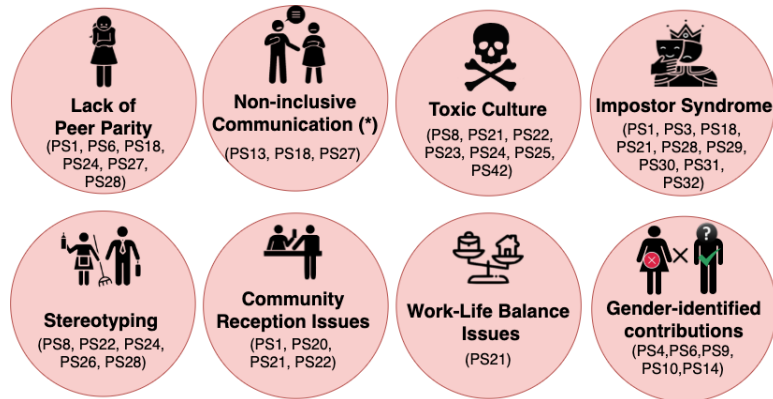 Lack of
Peer Parity
(PS1, PS6, PS18,
PS24, PS27,
PS28)
Non-inclusive
Communication (*)
(PS13, PS18, PS27)
Toxic Culture
(PS8, PS21, PS22,
PS23, PS24, PS25,
PS42)
Impostor Syndrome
(PS1, PS3, PS18,
PS21, PS28, PS29,
PS30, PS31,
PS32)
Stereotyping
(PS8, PS22, PS24,
PS26, PS28)
Community
Reception Issues
(PS1, PS20,
PS21, PS22)
Work-Life Balance
Issues
(PS21)
?
Gender-identified
contributions
(PS4,PS6,PS9,
PS10,PS14)